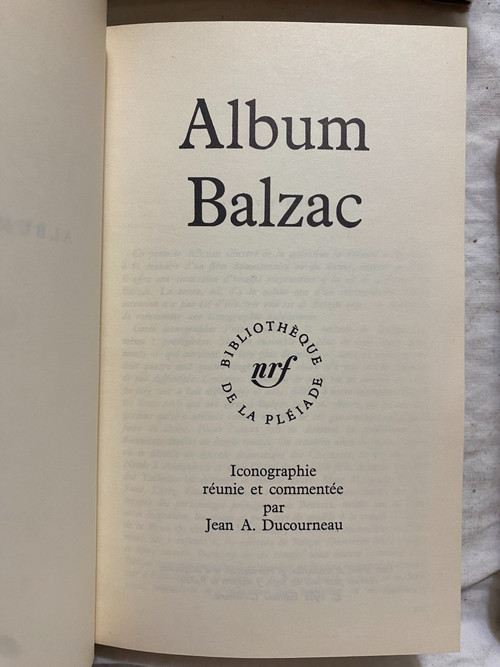 Album
Balzac
BIBLIOTHÈQUE
nrf
DE LA PLÉIADE
Iconographie
réunie et commentée
par
Jean A. Ducourneau